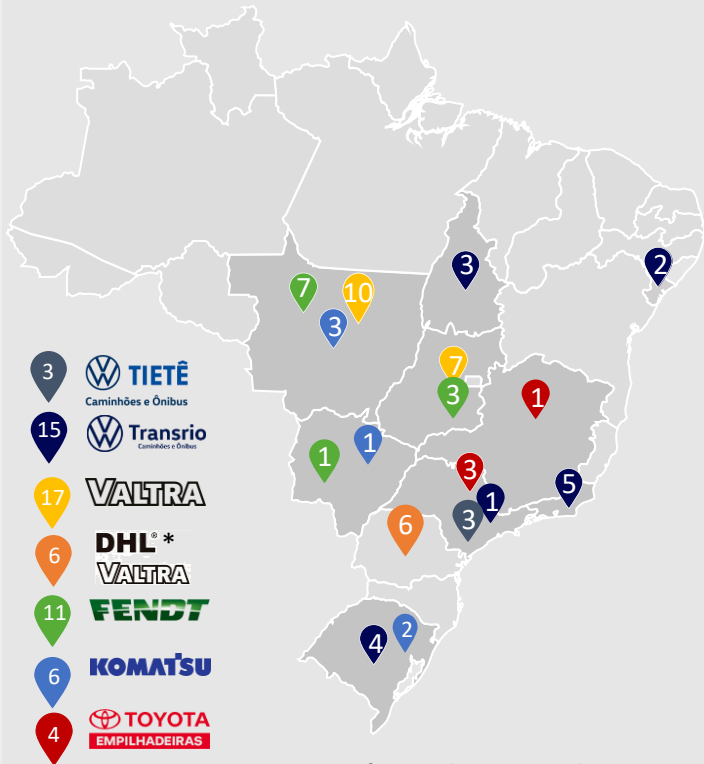 3
2
7
10
3
7
3
1
1
1
3
1
5
3
6
2
4
3
TIETÊ
Caminhões e Ônibus
15
Transrio
Caminhões e Ônibus
17
VALTRA
6
DHL® *
VALTRA
11
FENDT
6
KOMATSU
4
TOYOTA
EMPILHADEIRAS